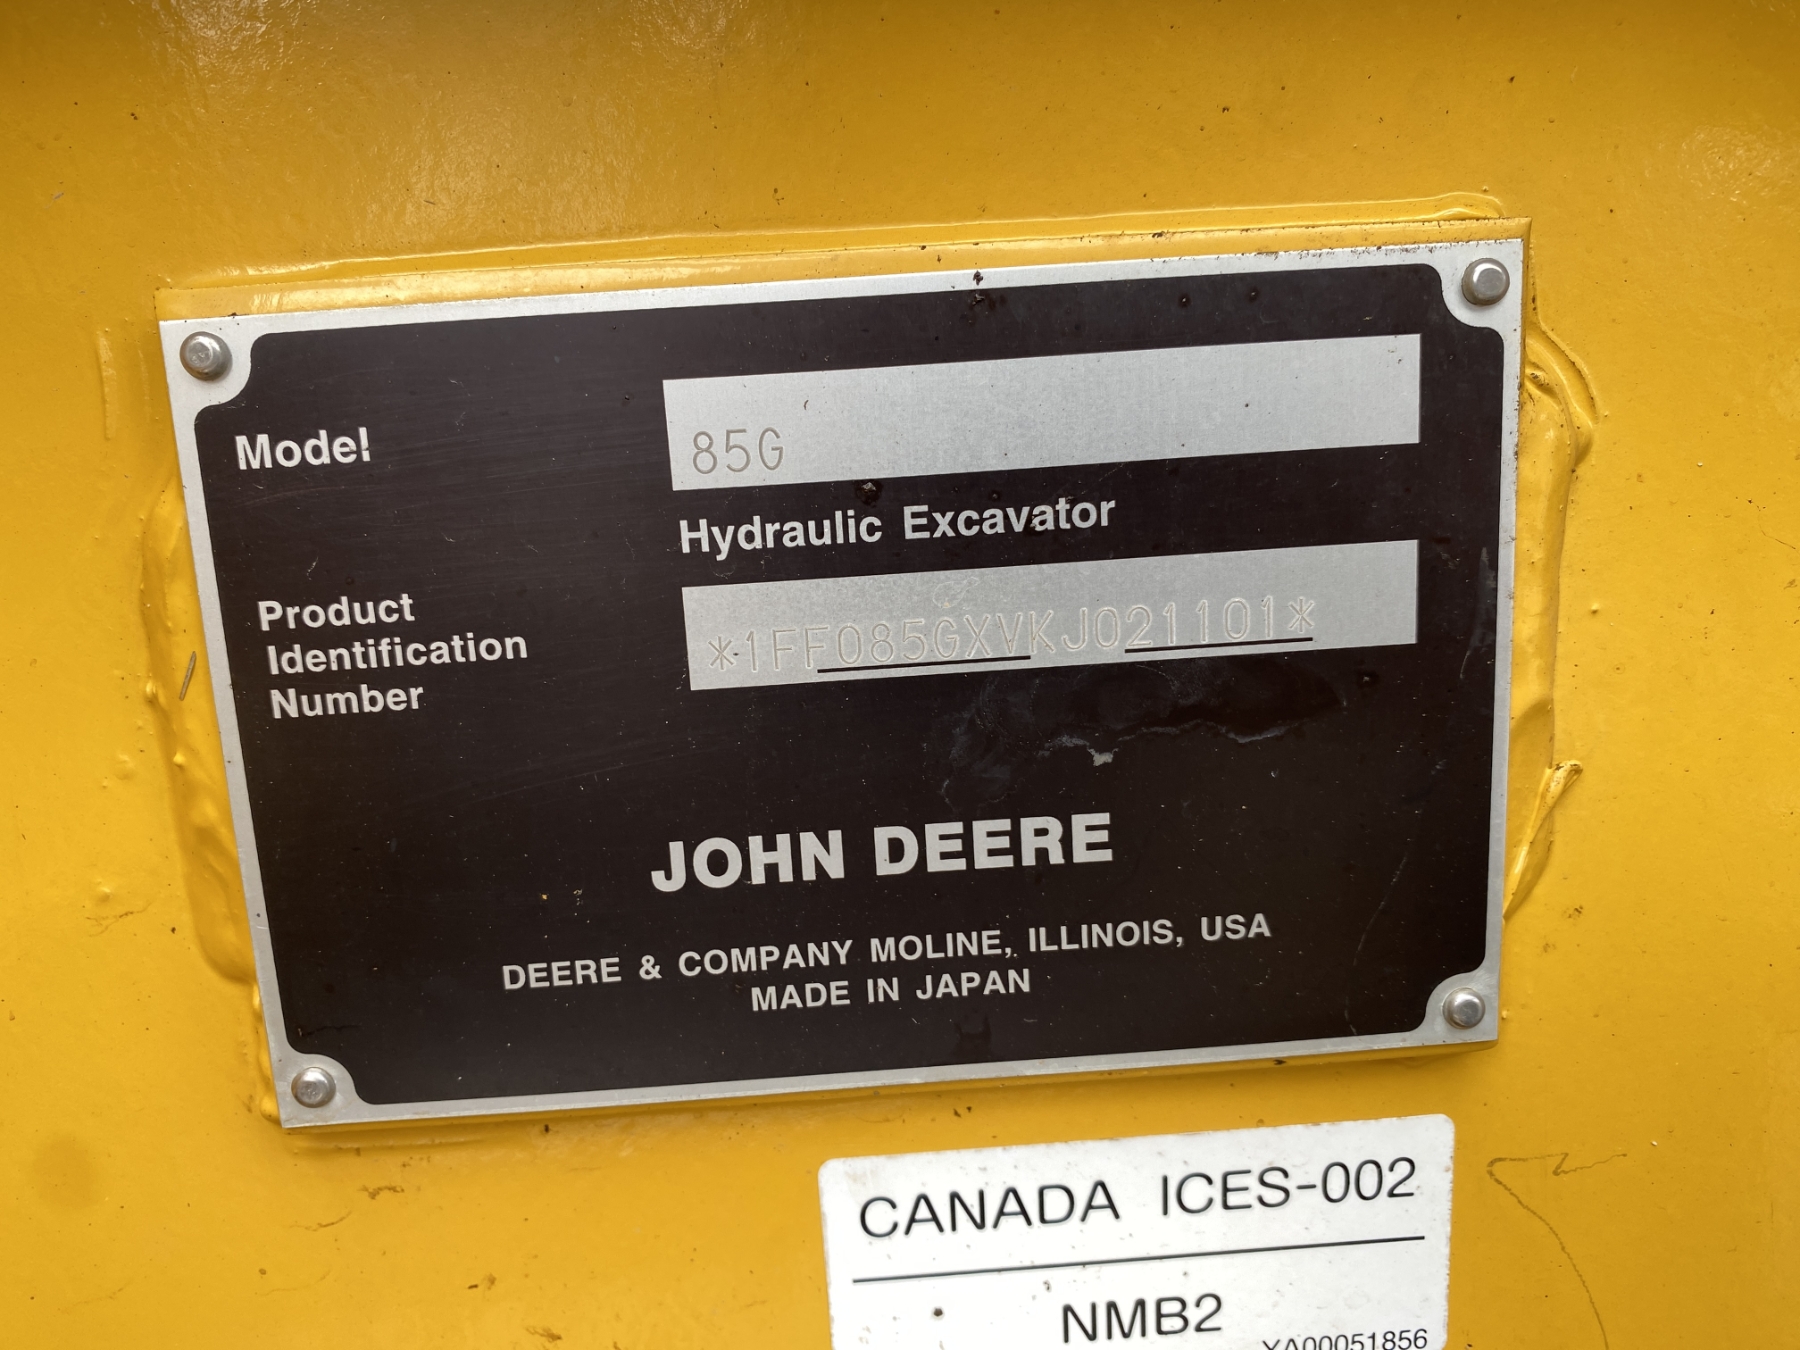 Model
85G
Hydraulic Excavator
Product
Identification
Number
*1FF085GXVKJ021101*
JOHN DEERE
DEERE & COMPANY MOLINE, ILLINOIS, USA
MADE IN JAPAN
CANADA ICES-002
NMB2
YA00051856